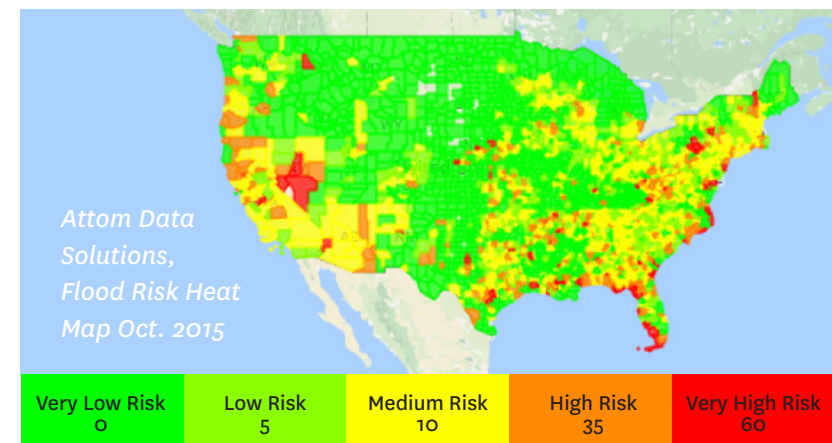 Attom Data
Solutions,
Flood Risk Heat
Map Oct. 2015
Very Low Risk
0
Low Risk
5
Medium Risk
10
High Risk
35
Very High Risk
60